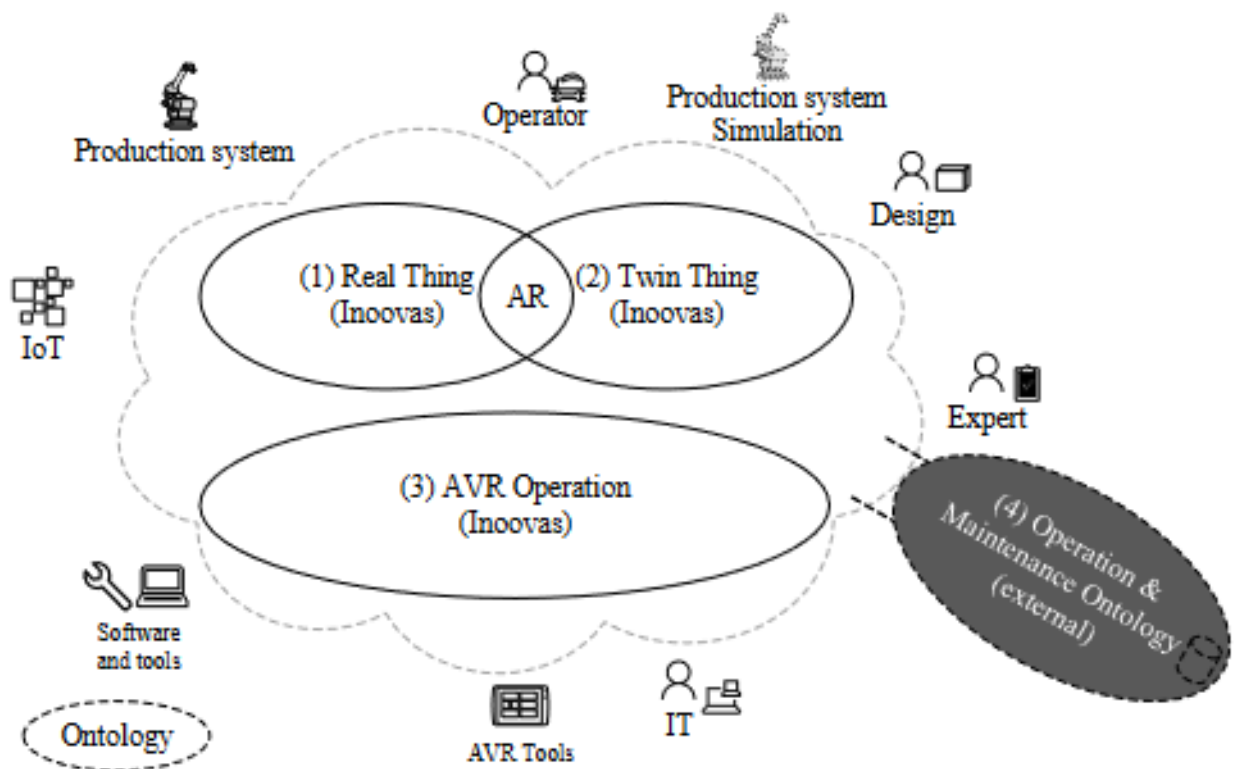 Production system
Operator
Production system
Simulation
Design
IoT
(1) Real Thing
(Inoovas)
AR
(2) Twin Thing
(Inoovas)
Expert
(3) AVR Operation
(Inoovas)
(4) Operation &
Maintenance Ontology
(external)
Software
and tools
Ontology
AVR Tools
IT